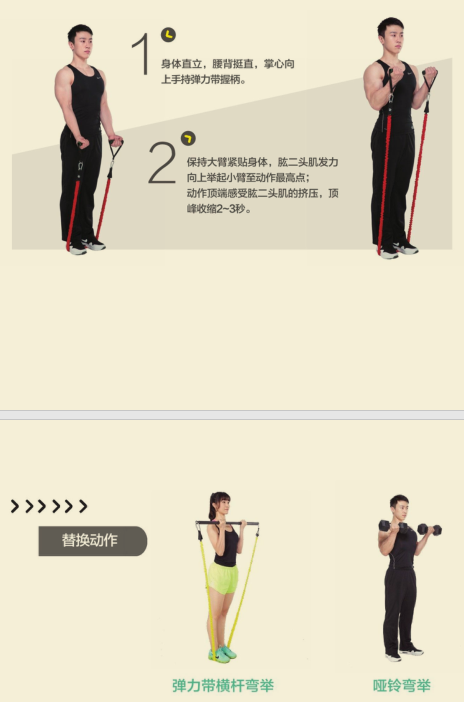 1
身体直立，腰背挺直，掌心向
上手持弹力带握柄。
2
保持大臂紧贴身体，肱二头肌发力
向上举起小臂至动作最高点；
动作顶端感受肱二头肌的挤压，顶
峰收缩2~3秒。
替换动作
弹力带横杆弯举
哑铃弯举